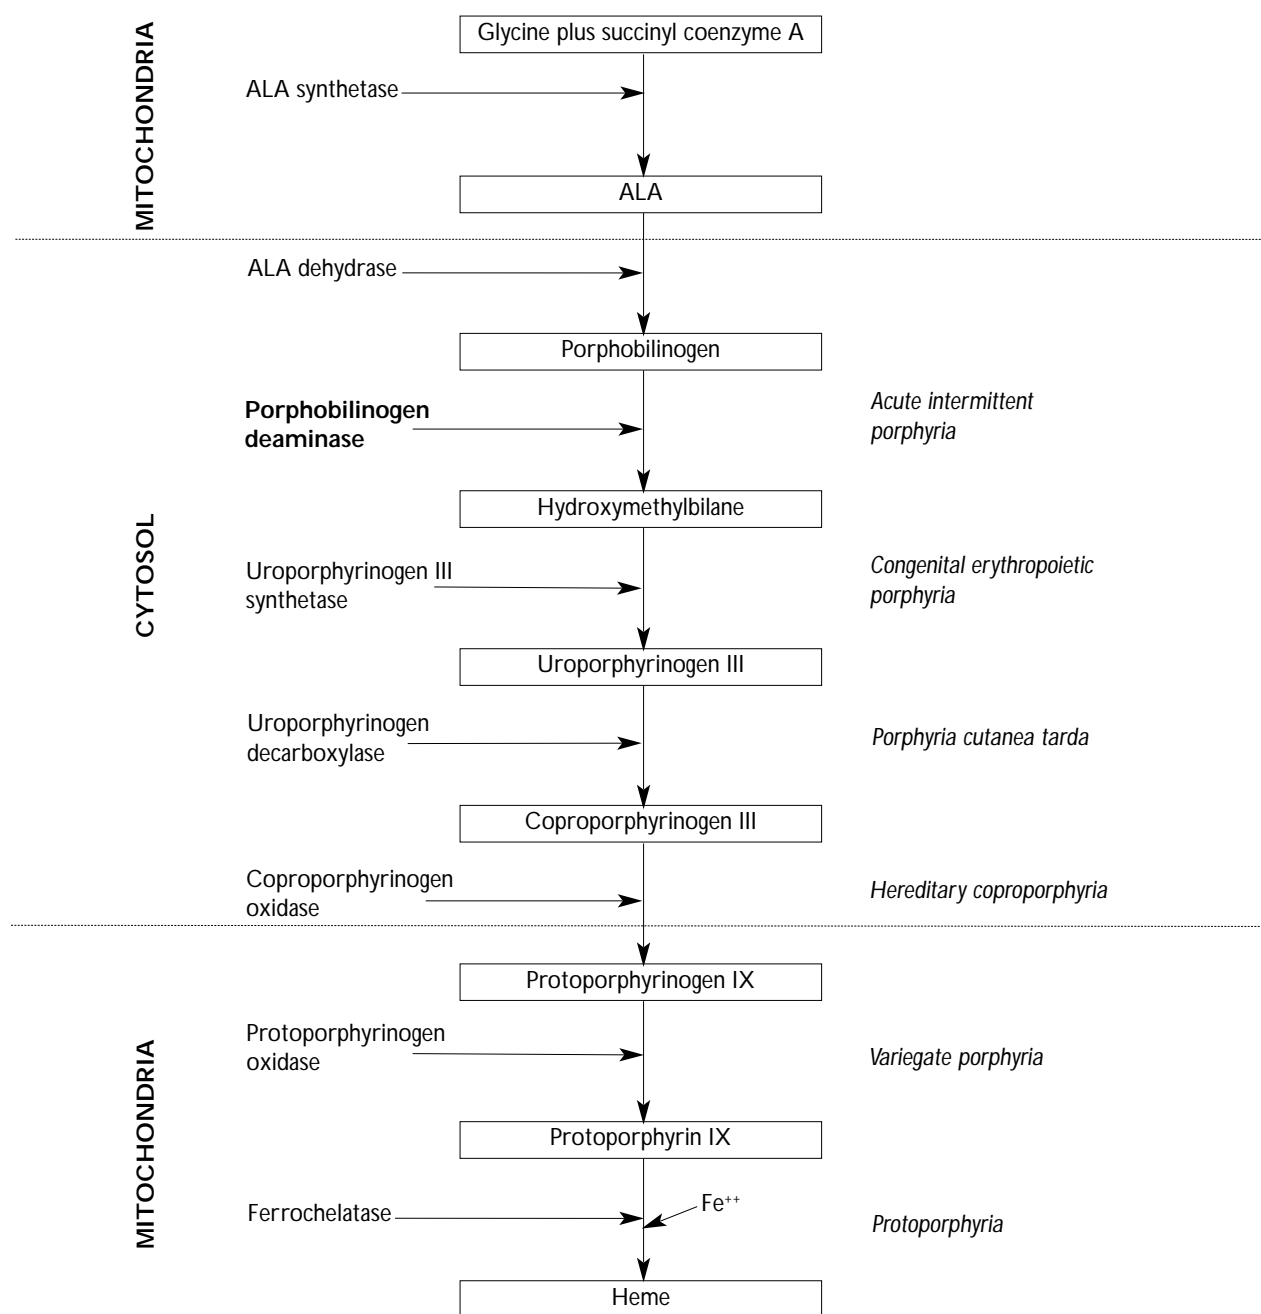 MITOCHONDRIA
Glycine plus succinyl coenzyme A
ALA synthetase
ALA
CYTOSOL
ALA dehydrase
Porphobilinogen
Porphobilinogen
deaminase
Acute intermittent
porphyria
Hydroxymethylbilane
Uroporphyrinogen III
synthetase
Congenital erythropoietic
porphyria
Uroporphyrinogen III
Uroporphyrinogen
decarboxylase
Porphyria cutanea tarda
Coproporphyrinogen III
Coproporphyrinogen
oxidase
Hereditary coproporphyria
MITOCHONDRIA
Protoporphyrinogen IX
Protoporphyrinogen
oxidase
Variegate porphyria
Protoporphyrin IX
Ferrochelatase
Fe⁺⁺
Protoporphyria
Heme